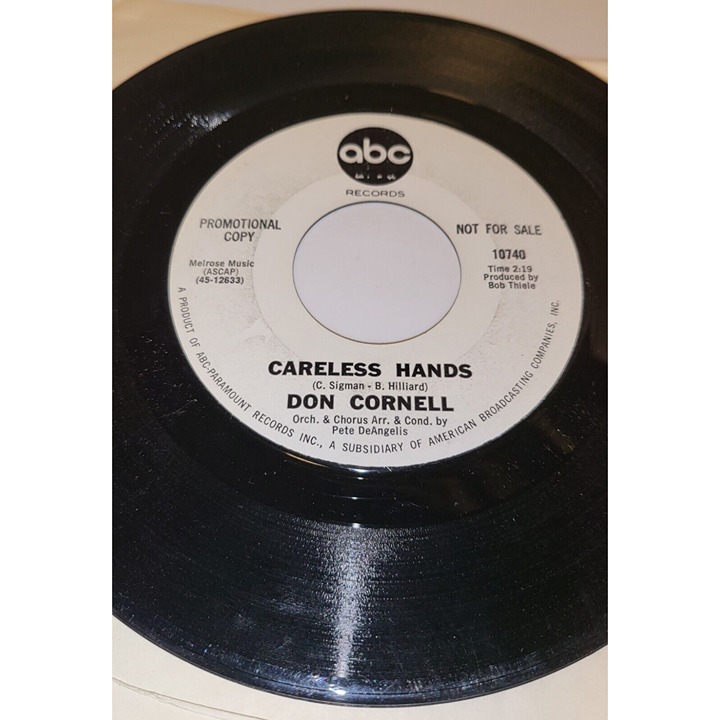 abc
RECORDS
PROMOTIONAL
COPY
NOT FOR SALE
Melrose Music
(ASCAP)
(45-12633)
10740
Time 2:19
Produced by
Bob Thiele
CARELESS HANDS
(C. Sigman - B. Hilliard)
DON CORNELL
Orch. & Chorus Arr. & Cond. by
Pete DeAngelis
A PRODUCT OF ABC-PARAMOUNT RECORDS INC., A SUBSIDIARY OF AMERICAN BROADCASTING COMPANIES, INC.